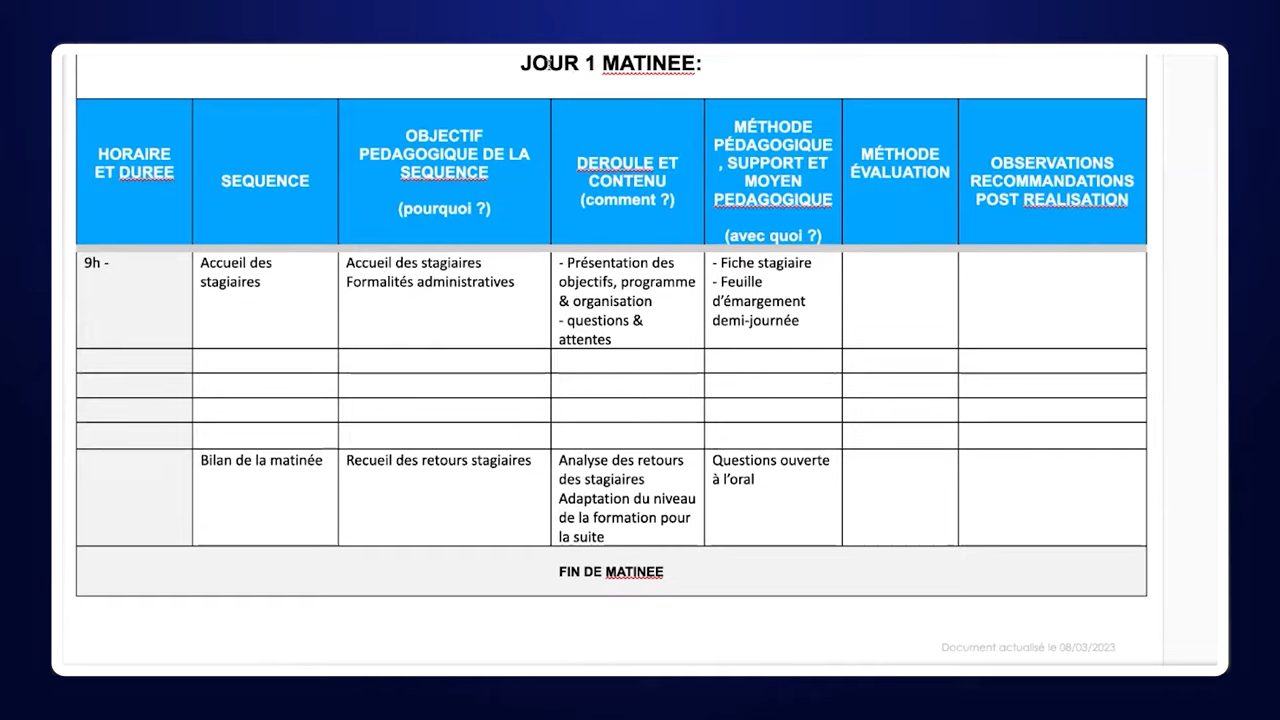 JOUR 1 MATINEE:
HORAIRE
ET DUREE
SEQUENCE
OBJECTIF
PEDAGOGIQUE DE LA
SEQUENCE
(pourquoi ?)
DEROULE ET
CONTENU
(comment ?)
MÉTHODE
PÉDAGOGIQUE
, SUPPORT ET
MOYEN
PEDAGOGIQUE
(avec quoi ?)
MÉTHODE
ÉVALUATION
OBSERVATIONS
RECOMMANDATIONS
POST REALISATION
9h -
Accueil des
stagiaires
Accueil des stagiaires
Formalités administratives
- Présentation des
objectifs, programme
& organisation
- questions &
attentes
- Fiche stagiaire
- Feuille
d’émargement
demi-journée
Bilan de la matinée
Recueil des retours stagiaires
Analyse des retours
des stagiaires
Adaptation du niveau
de la formation pour
la suite
Questions ouverte
à l’oral
FIN DE MATINEE
Document actualisé le 08/03/2023